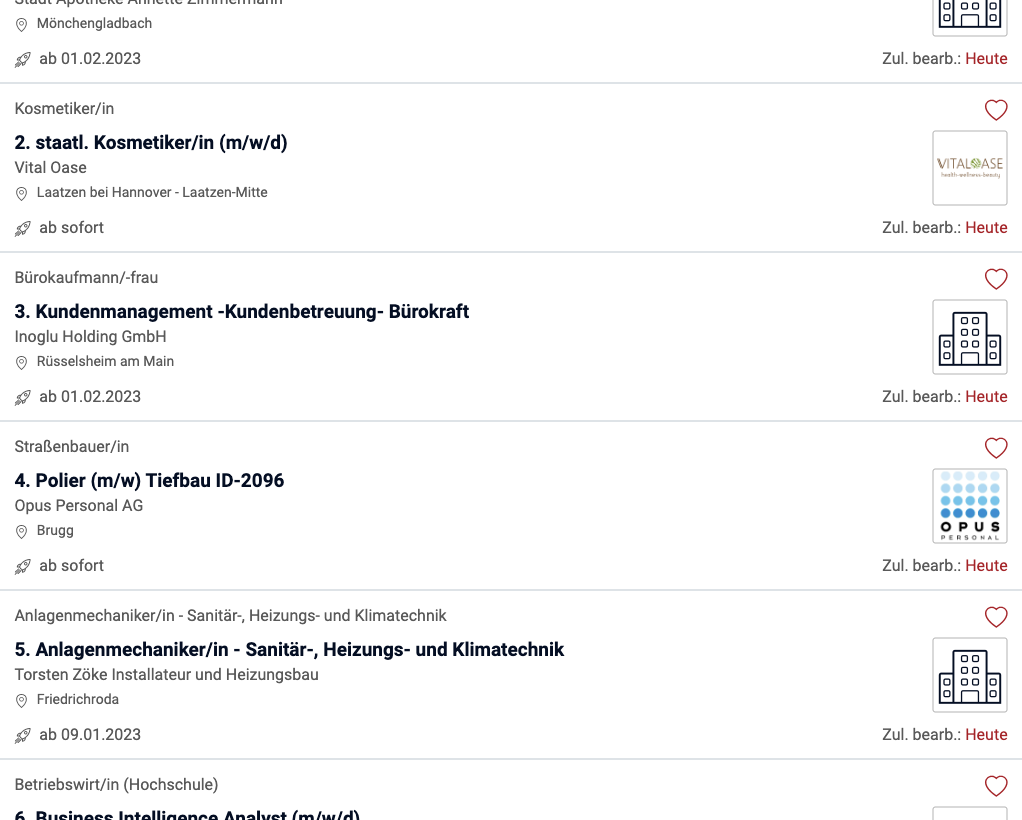 Stadt Apotheke Annette Zimmermann
Mönchengladbach
ab 01.02.2023
Zul. bearb.: Heute
Kosmetiker/in
2. staatl. Kosmetiker/in (m/w/d)
Vital Oase
Laatzen bei Hannover - Laatzen-Mitte
VITALOASE
health-wellness-beauty
ab sofort
Zul. bearb.: Heute
Bürokaufmann/-frau
3. Kundenmanagement -Kundenbetreuung- Bürokraft
Inoglu Holding GmbH
Rüsselsheim am Main
ab 01.02.2023
Zul. bearb.: Heute
Straßenbauer/in
4. Polier (m/w) Tiefbau ID-2096
Opus Personal AG
Brugg
OPUS
PERSONAL
ab sofort
Zul. bearb.: Heute
Anlagenmechaniker/in - Sanitär-, Heizungs- und Klimatechnik
5. Anlagenmechaniker/in - Sanitär-, Heizungs- und Klimatechnik
Torsten Zöke Installateur und Heizungsbau
Friedrichroda
ab 09.01.2023
Zul. bearb.: Heute
Betriebswirt/in (Hochschule)
6. Business Intelligence Analyst (m/w/d)